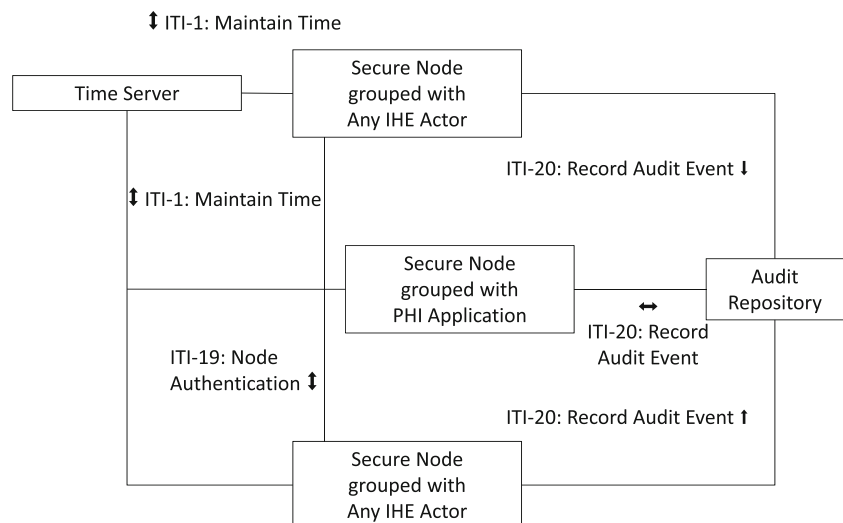 ITI-1: Maintain Time
Time Server
Secure Node
grouped with
Any IHE Actor
ITI-20: Record Audit Event
ITI-1: Maintain Time
Secure Node
grouped with
PHI Application
Audit
Repository
ITI-20: Record
Audit Event
ITI-19: Node
Authentication
ITI-20: Record Audit Event
Secure Node
grouped with
Any IHE Actor